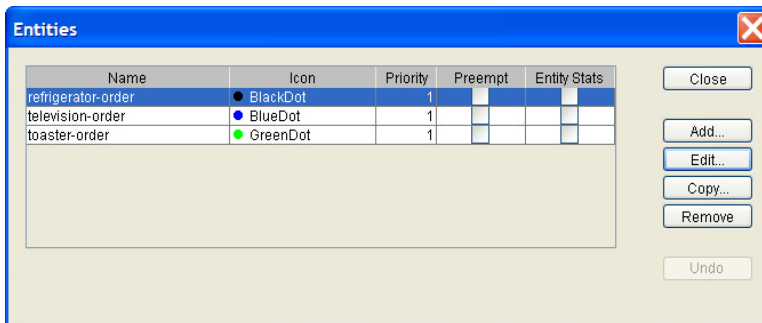 Entities
Name Icon Priority Preempt Entity Stats
refrigerator-order BlackDot 1
television-order BlueDot 1
toaster-order GreenDot 1
Close
Add...
Edit...
Copy...
Remove
Undo